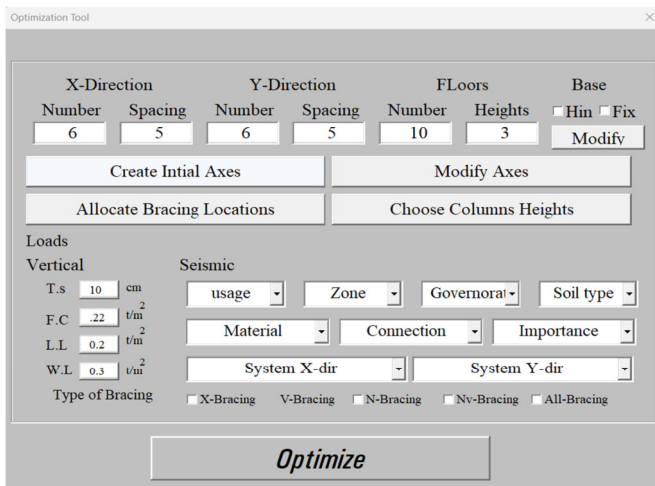 Optimization Tool
X-Direction Y-Direction FLoors Base
Number Spacing Number Spacing Number Heights Hin Fix
6 5 6 5 10 3 Modify
Create Intial Axes Modify Axes
Allocate Bracing Locations Choose Columns Heights
Loads
Vertical Seismic
T.s 10 cm usage Zone Governorat Soil type
F.C .22 t/m²
Material Connection Importance
L.L 0.2 t/m²
W.L 0.3 t/m² System X-dir System Y-dir
Type of Bracing X-Bracing V-Bracing N-Bracing Nv-Bracing All-Bracing
Optimize